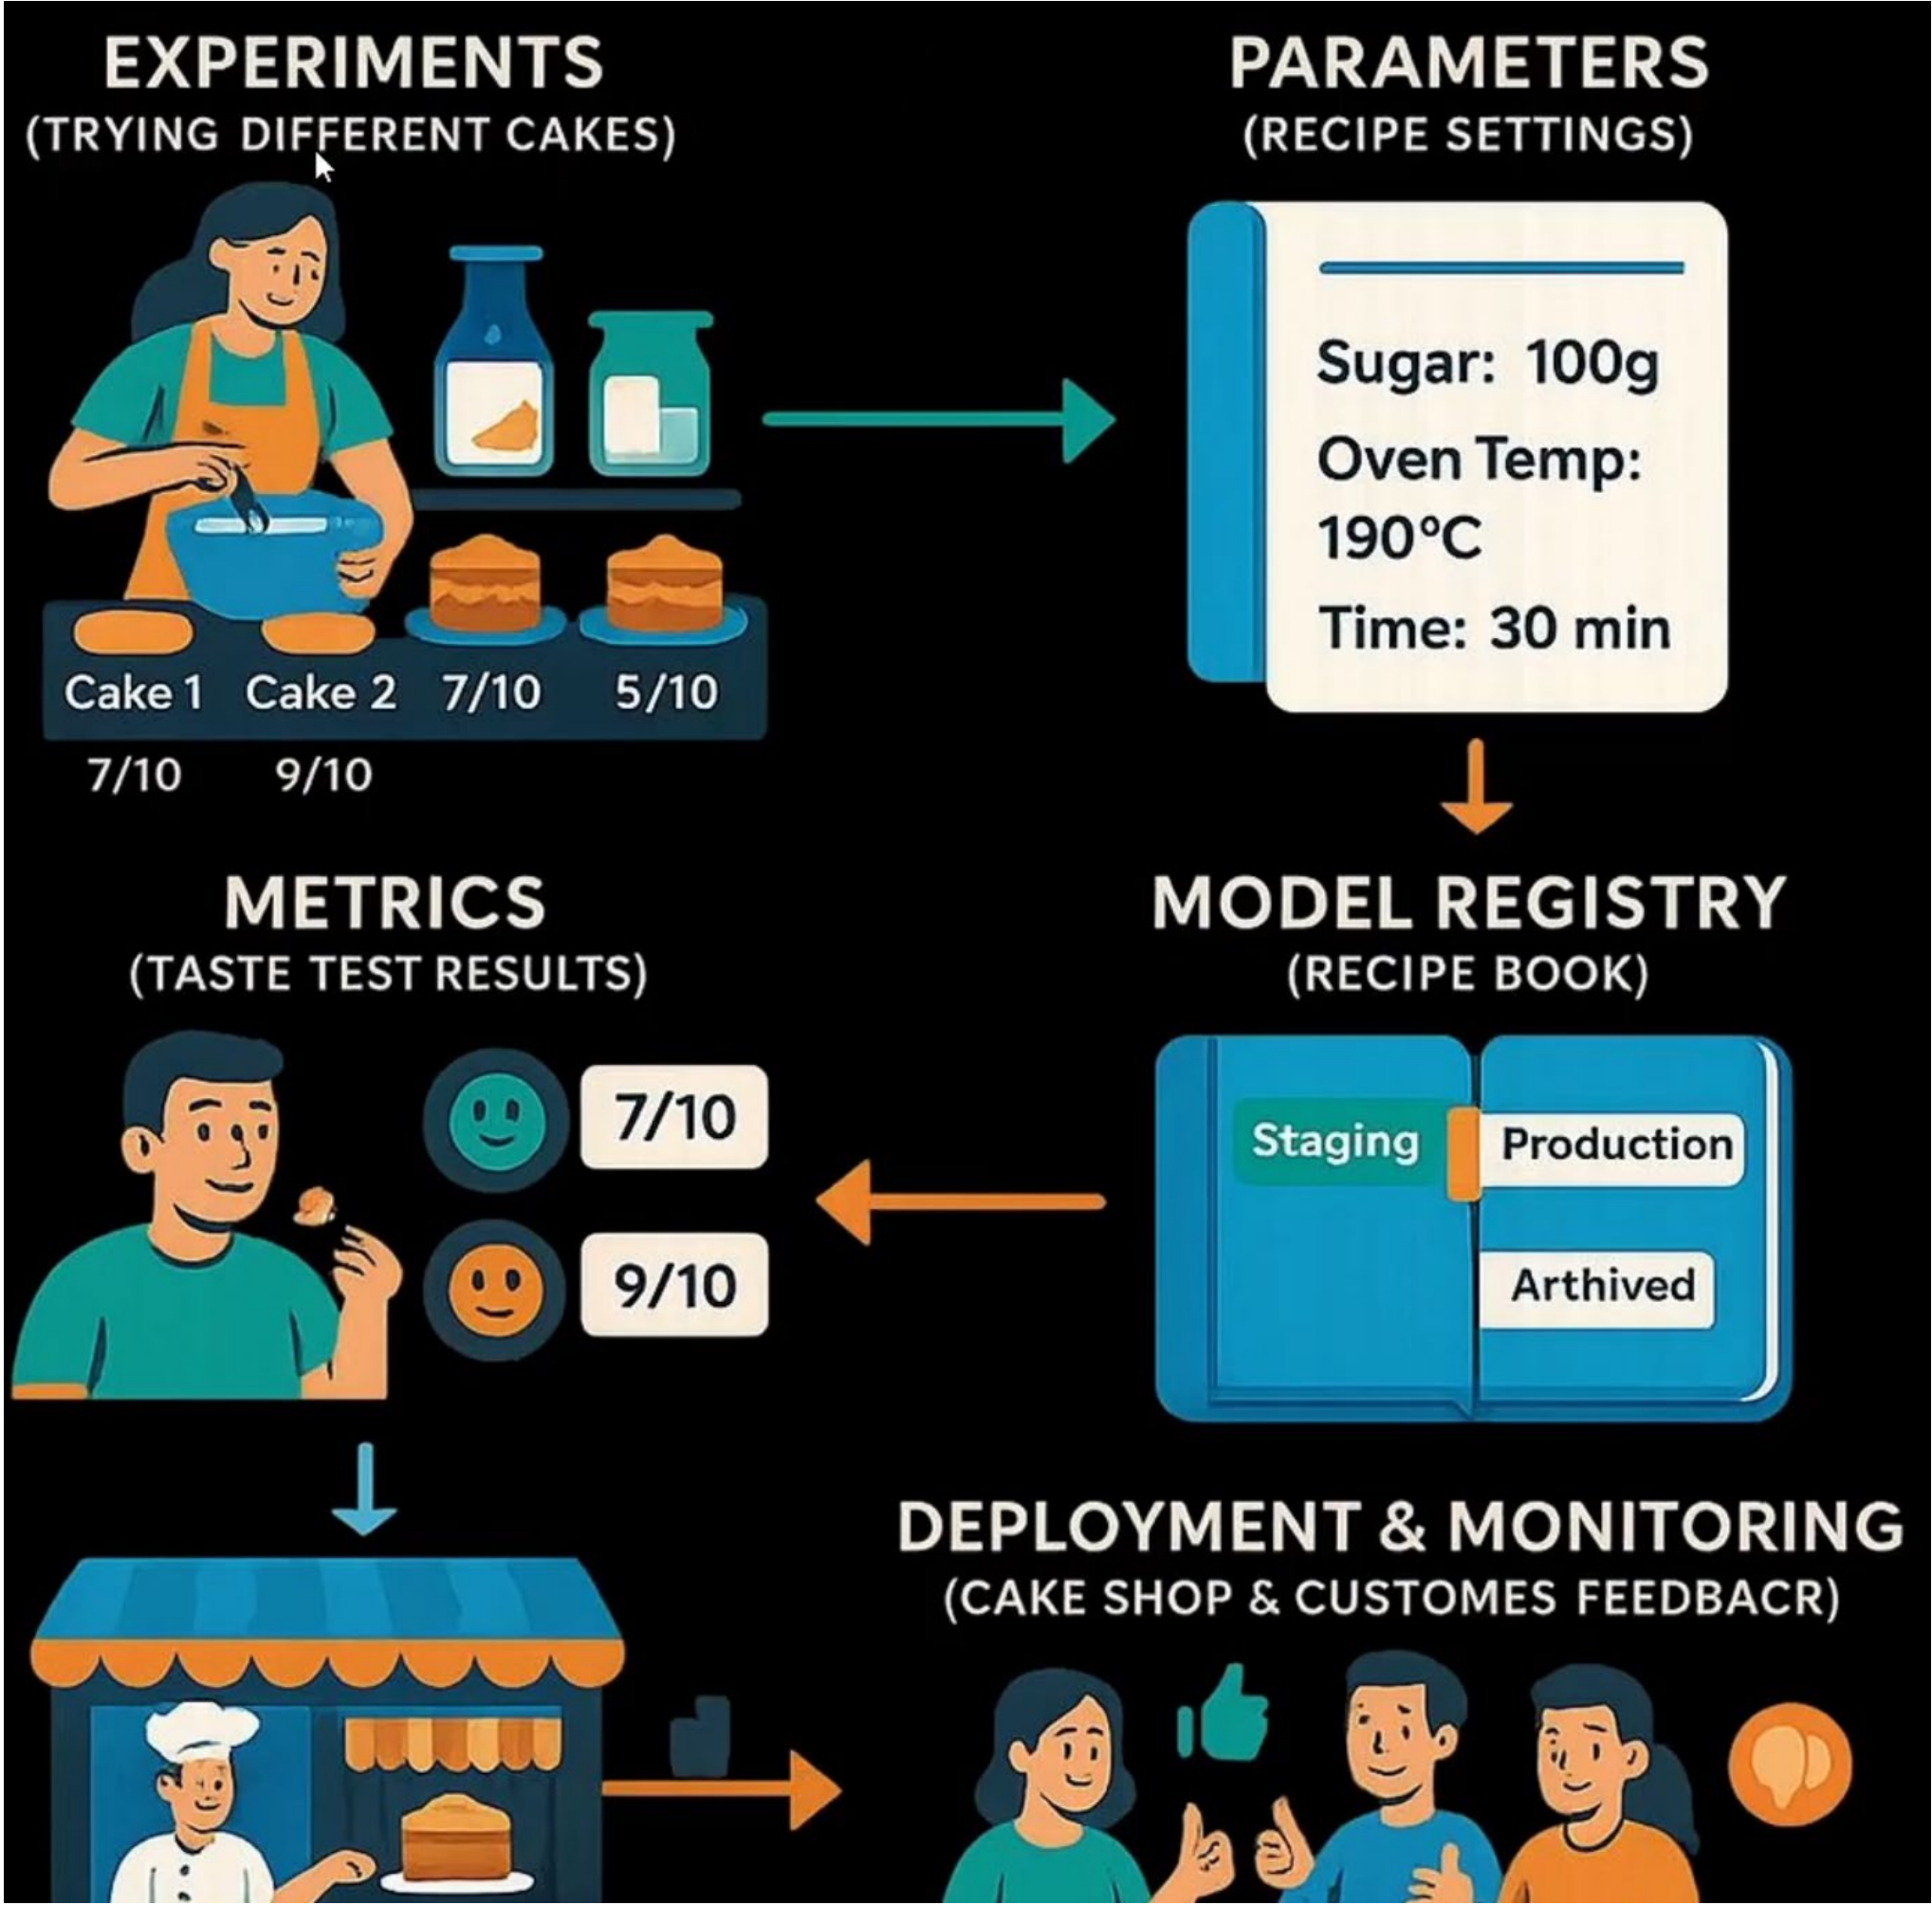 EXPERIMENTS
(TRYING DIFFERENT CAKES)
Cake 1 Cake 2 7/10 5/10
7/10 9/10
PARAMETERS
(RECIPE SETTINGS)
Sugar: 100g
Oven Temp:
190°C
Time: 30 min
MODEL REGISTRY
(RECIPE BOOK)
Staging
Production
Arthived
METRICS
(TASTE TEST RESULTS)
7/10
9/10
DEPLOYMENT & MONITORING
(CAKE SHOP & CUSTOMES FEEDBACR)